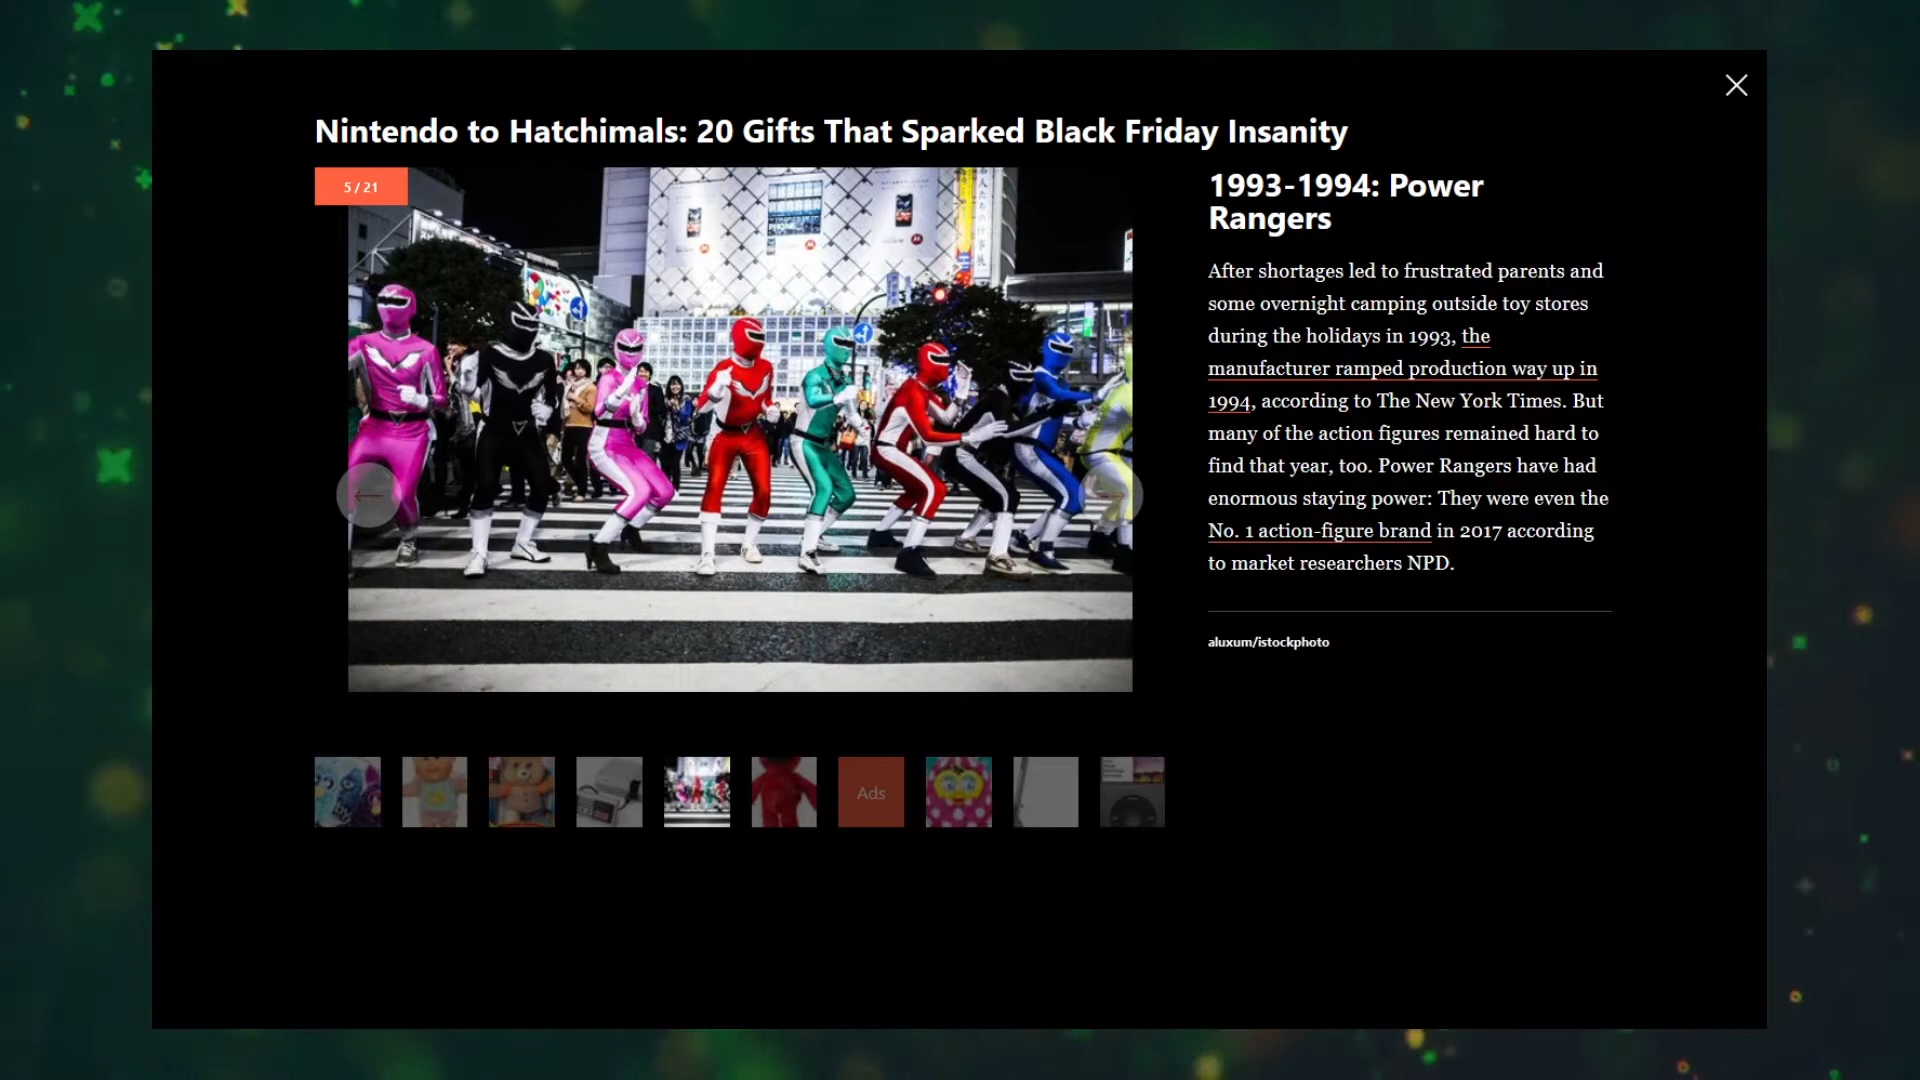 Nintendo to Hatchimals: 20 Gifts That Sparked Black Friday Insanity
5 / 21
1993-1994: Power
Rangers
After shortages led to frustrated parents and
some overnight camping outside toy stores
during the holidays in 1993, the
manufacturer ramped production way up in
1994, according to The New York Times. But
many of the action figures remained hard to
find that year, too. Power Rangers have had
enormous staying power: They were even the
No. 1 action-figure brand in 2017 according
to market researchers NPD.
aluxum/istockphoto
Ads